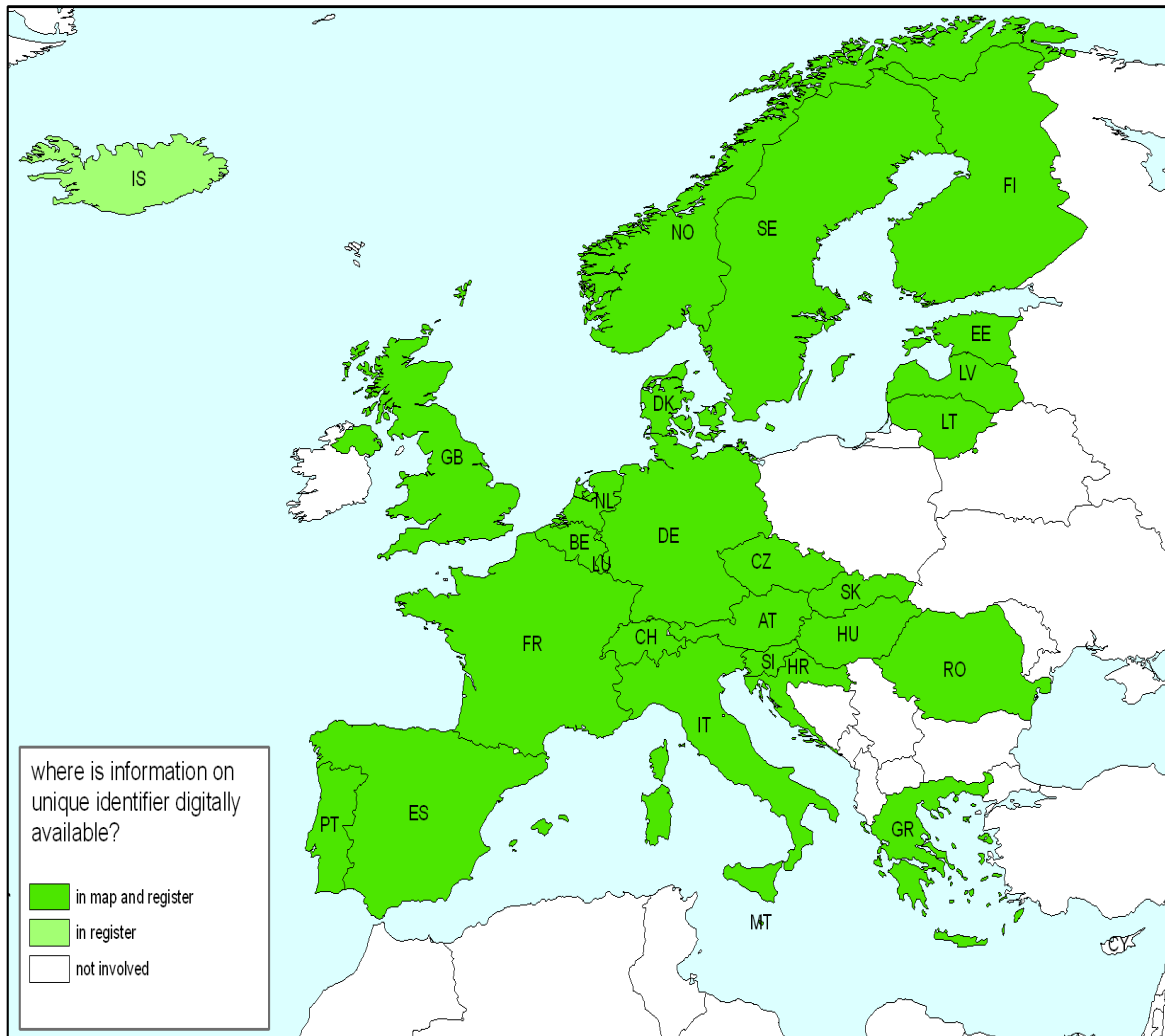 IS
FI
NO
SE
EE
LV
DK
LT
GB
NL
DE
BE
LU
CZ
SK
AT
HU
CH
FR
SI
HR
RO
IT
where is information on
unique identifier digitally
available?
ES
PT
GR
in map and register
MT
in register
CY
not involved